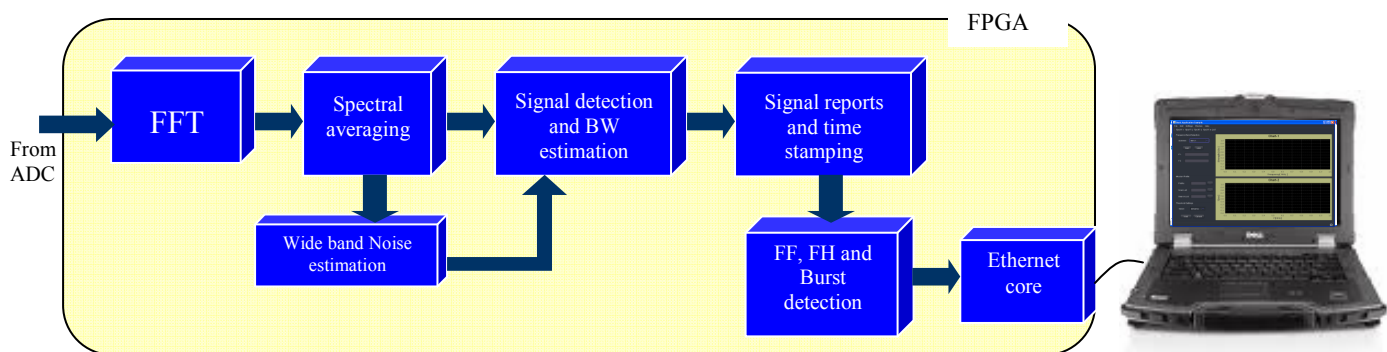 FPGA
From
ADC
FFT
Spectral
averaging
Signal detection
and BW
estimation
Signal reports
and time
stamping
Wide band Noise
estimation
FF, FH and
Burst
detection
Ethernet
core
DELL